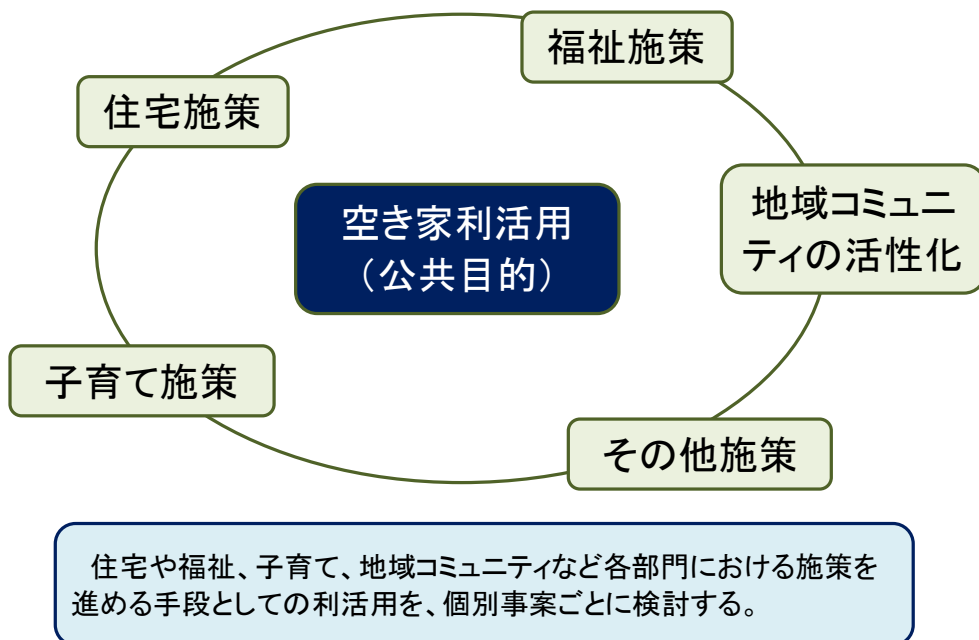 福祉施策
住宅施策
地域コミュニ
ティの活性化
空き家利活用
（公共目的）
子育て施策
その他施策
住宅や福祉、子育て、地域コミュニティなど各部門における施策を
進める手段としての利活用を、個別事案ごとに検討する。